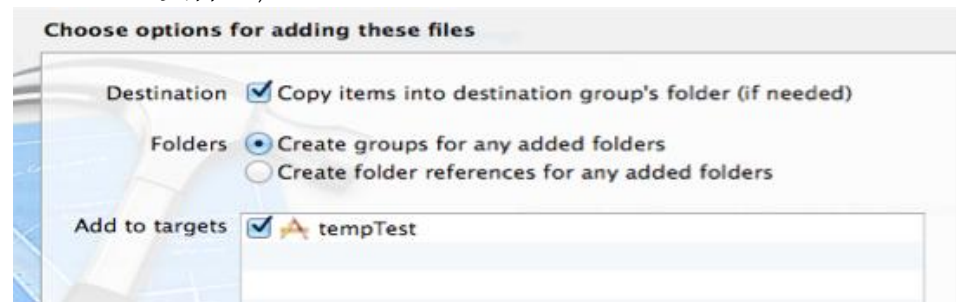 Choose options for adding these files
Destination Copy items into destination group's folder (if needed)
Folders Create groups for any added folders
Create folder references for any added folders
Add to targets tempTest